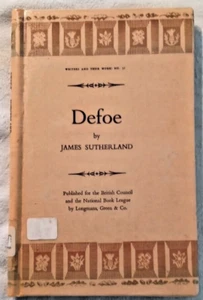 WRITERS AND THEIR WORK: NO.
Defoe
by
JAMES SUTHERLAND
Published for the British Council
and the National Book League
by Longmans, Green & Co.